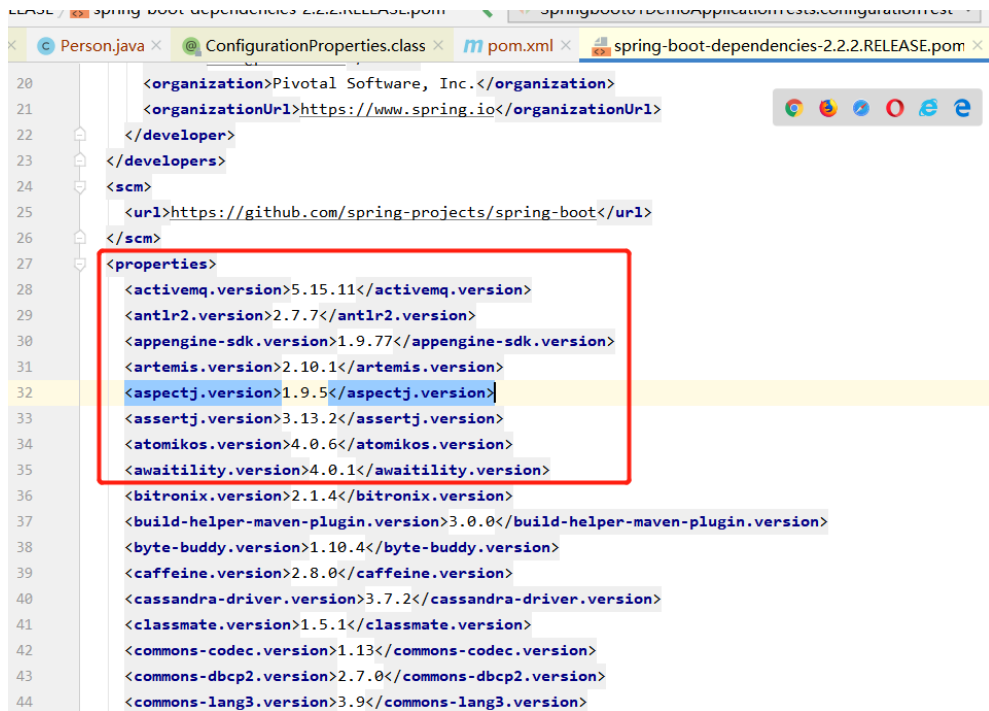 spring-boot-dependencies-2.2.2.RELEASE.pom Springboot01DemoApplicationTests.configurationTest
Person.java ConfigurationProperties.class pom.xml spring-boot-dependencies-2.2.2.RELEASE.pom
20 <organization>Pivotal Software, Inc.</organization>
21 <organizationUrl>https://www.spring.io</organizationUrl>
22 </developer>
23 </developers>
24 <scm>
25 <url>https://github.com/spring-projects/spring-boot</url>
26 </scm>
27 <properties>
28 <activemq.version>5.15.11</activemq.version>
29 <antlr2.version>2.7.7</antlr2.version>
30 <appengine-sdk.version>1.9.77</appengine-sdk.version>
31 <artemis.version>2.10.1</artemis.version>
32 <aspectj.version>1.9.5</aspectj.version>
33 <assertj.version>3.13.2</assertj.version>
34 <atomikos.version>4.0.6</atomikos.version>
35 <awaitility.version>4.0.1</awaitility.version>
36 <bitronix.version>2.1.4</bitronix.version>
37 <build-helper-maven-plugin.version>3.0.0</build-helper-maven-plugin.version>
38 <byte-buddy.version>1.10.4</byte-buddy.version>
39 <caffeine.version>2.8.0</caffeine.version>
40 <cassandra-driver.version>3.7.2</cassandra-driver.version>
41 <classmate.version>1.5.1</classmate.version>
42 <commons-codec.version>1.13</commons-codec.version>
43 <commons-dbcp2.version>2.7.0</commons-dbcp2.version>
44 <commons-lang3.version>3.9</commons-lang3.version>